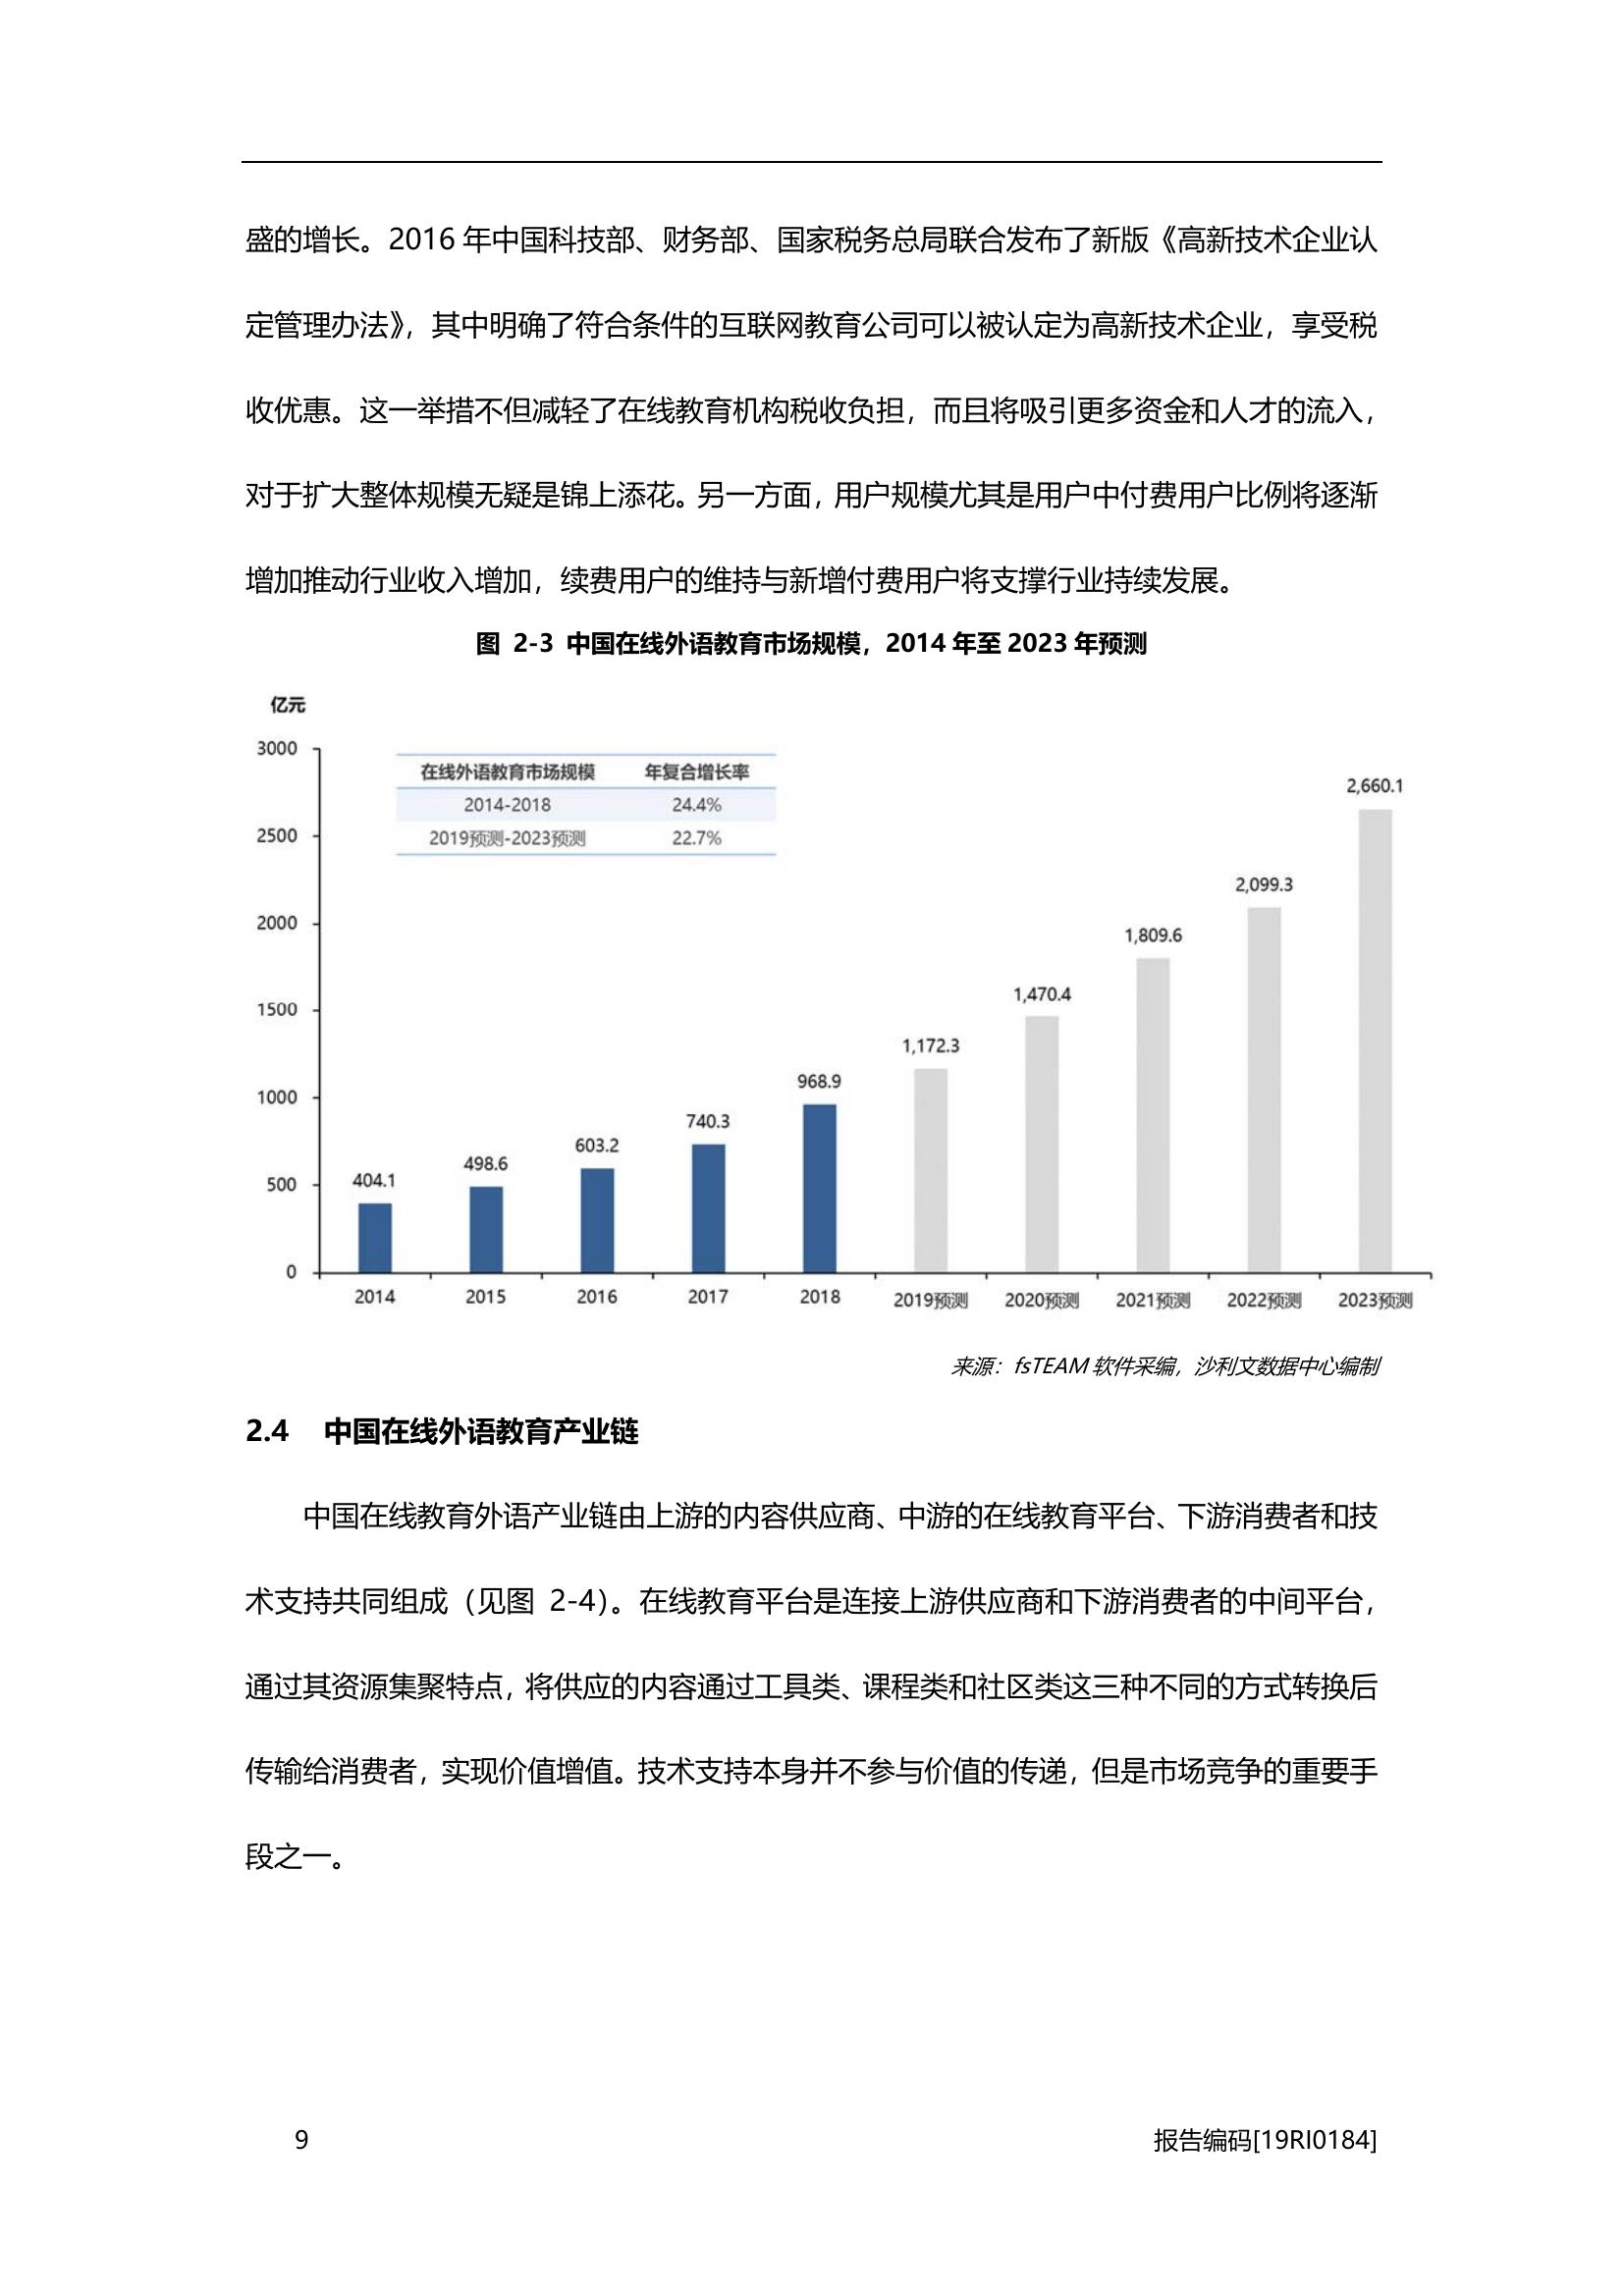 盛的增长。2016 年中国科技部、财务部、国家税务总局联合发布了新版《高新技术企业认
定管理办法》，其中明确了符合条件的互联网教育公司可以被认定为高新技术企业，享受税
收优惠。这一举措不但减轻了在线教育机构税收负担，而且将吸引更多资金和人才的流入，
对于扩大整体规模无疑是锦上添花。另一方面，用户规模尤其是用户中付费用户比例将逐渐
增加推动行业收入增加，续费用户的维持与新增付费用户将支撑行业持续发展。
图 2-3 中国在线外语教育市场规模，2014 年至 2023 年预测
亿元
3000
2500
2000
1500
1000
500
0
在线外语教育市场规模 年复合增长率
2014-2018 24.4%
2019预测-2023预测 22.7%
404.1
498.6
603.2
740.3
968.9
1,172.3
1,470.4
1,809.6
2,099.3
2,660.1
2014 2015 2016 2017 2018 2019预测 2020预测 2021预测 2022预测 2023预测
来源：fsTEAM 软件采编，沙利文数据中心编制
2.4 中国在线外语教育产业链
中国在线教育外语产业链由上游的内容供应商、中游的在线教育平台、下游消费者和技
术支持共同组成（见图 2-4）。在线教育平台是连接上游供应商和下游消费者的中间平台，
通过其资源集聚特点，将供应的内容通过工具类、课程类和社区类这三种不同的方式转换后
传输给消费者，实现价值增值。技术支持本身并不参与价值的传递，但是市场竞争的重要手
段之一。
9 报告编码[19RI0184]